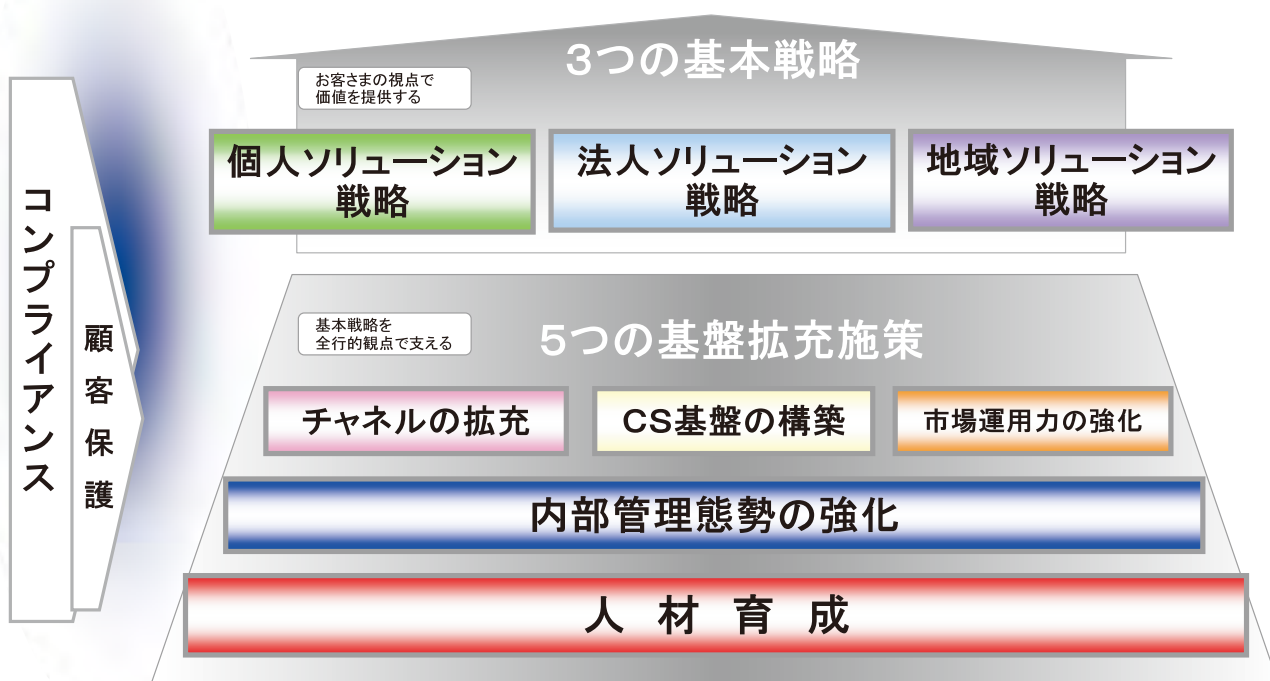 コンプライアンス
顧客保護
3つの基本戦略
お客さまの視点で
価値を提供する
個人ソリューション
戦略
法人ソリューション
戦略
地域ソリューション
戦略
5つの基盤拡充施策
基本戦略を
全行的観点で支える
チャネルの拡充
CS基盤の構築
市場運用力の強化
内部管理態勢の強化
人材育成